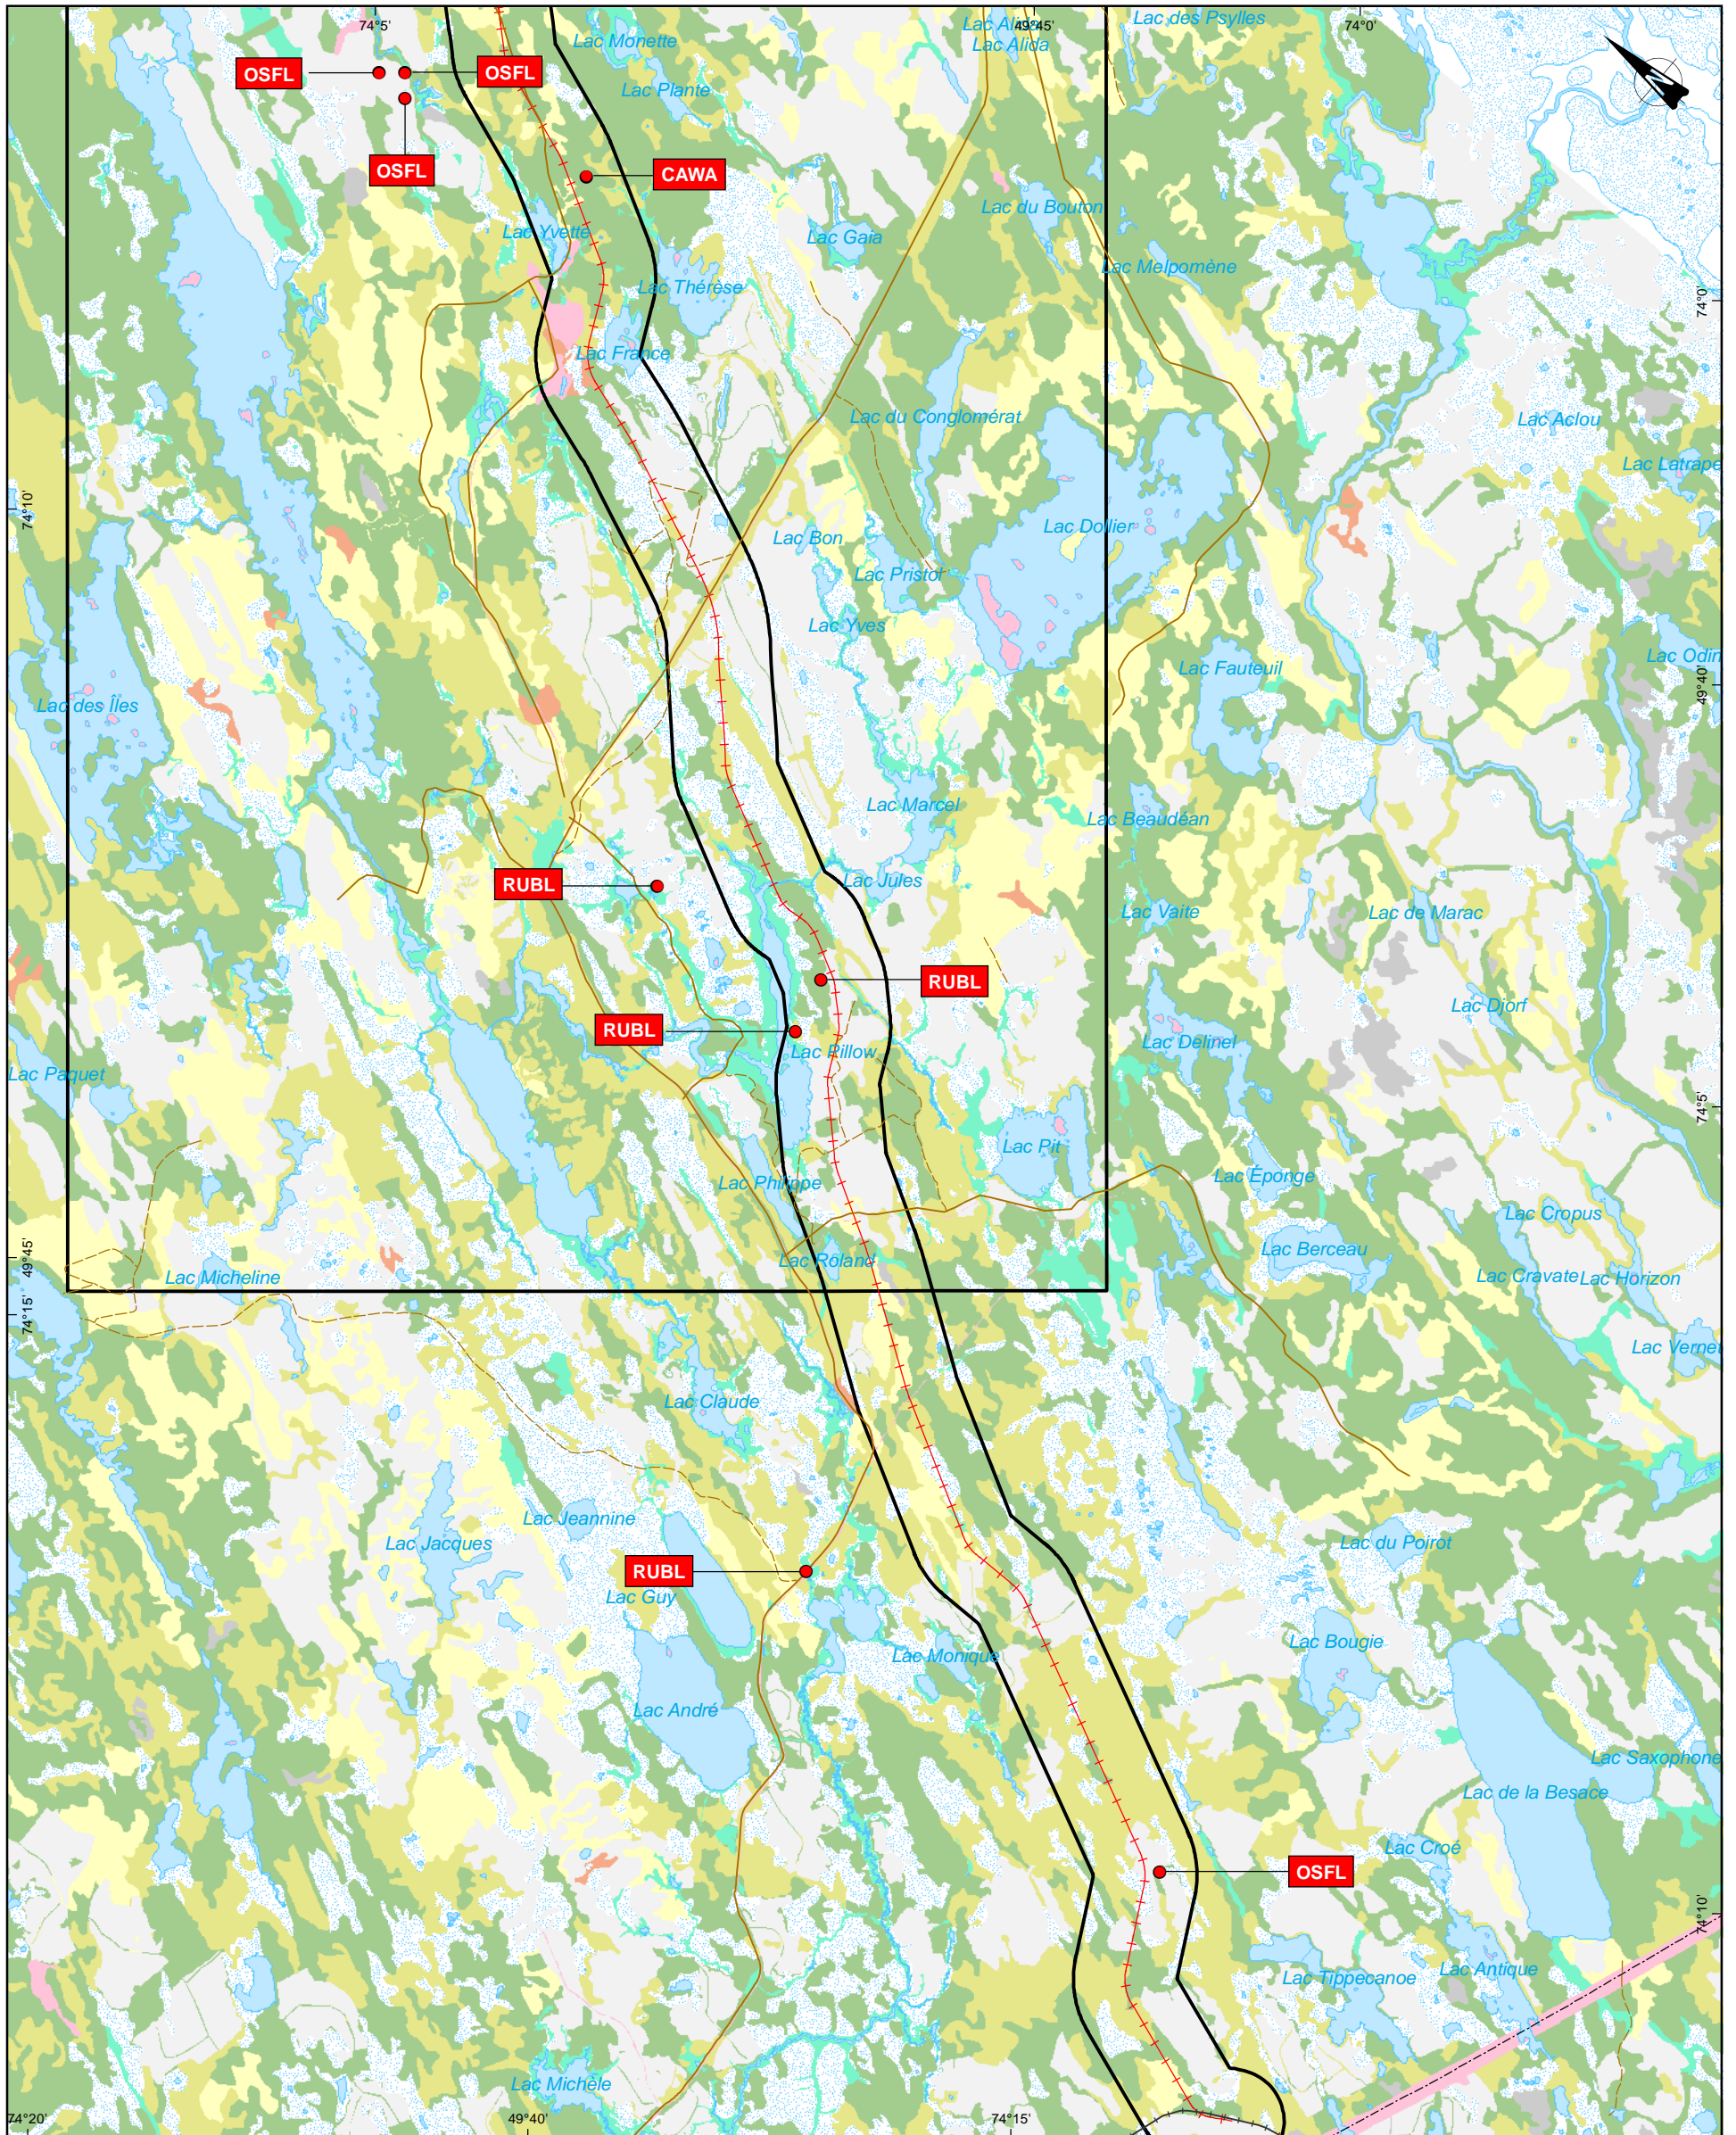 74°5'
49°45'
74°0'
Lac des Psylles
Lac Monette
Lac Alida
Lac Alida
OSFL
OSFL
Lac Plante
N
OSFL
CAWA
Lac du Bouton
Lac Yvette
Lac Gaia
Lac Melpomène
Lac Thérèse
74°0'
Lac France
Lac du Conglomérat
Lac Aclou
Lac Latrape
74°10'
Lac Dollier
Lac Bon
Lac Pristol
Lac Yves
Lac Odin
Lac Fauteuil
49°40'
Lac des Îles
Lac Marcel
Lac Beaudéan
RUBL
Lac Jules
Lac Vaite
Lac de Marac
RUBL
Lac Djorf
RUBL
Lac Delinel
Lac Pillow
Lac Paquet
74°5'
Lac Pit
Lac Philippe
Lac Éponge
Lac Cropus
49°45'
Lac Berceau
Lac Roland
Lac Micheline
Lac Cravate
Lac Horizon
74°15'
Lac Vernet
Lac Claude
Lac Jeannine
Lac Jacques
Lac du Poirot
RUBL
Lac Guy
Lac Bougie
Lac Monique
Lac André
Lac Saxophone
Lac de la Besace
Lac Croé
OSFL
74°10'
Lac Antique
Lac Tippecanoe
Lac Michèle
74°20'
49°40'
74°15'